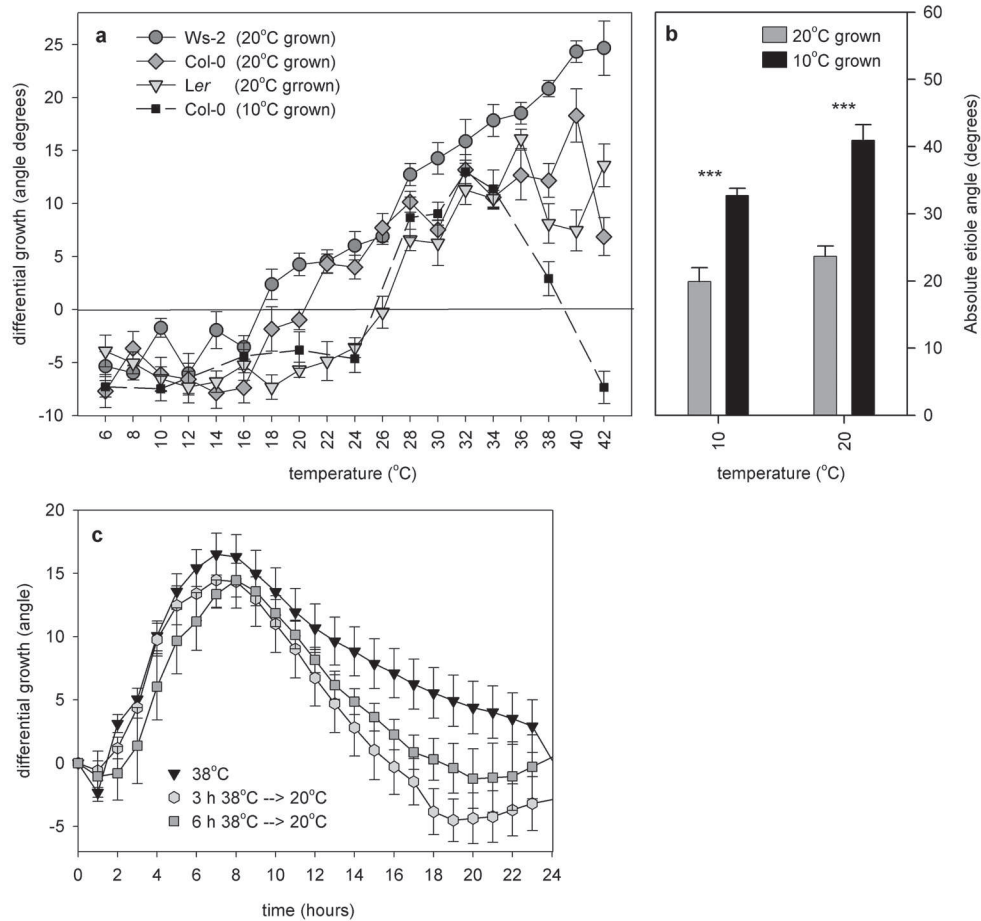 a
Ws-2 (20°C grown)
Col-0 (20°C grown)
Ler (20°C grrown)
Col-0 (10°C grown)
differential growth (angle degrees)
25
20
15
10
5
0
-5
-10
6 8 10 12 14 16 18 20 22 24 26 28 30 32 34 36 38 40 42
temperature (°C)
b
20°C grown
10°C grown
***
***
60
50
40
30
20
10
0
Absolute etiole angle (degrees)
10 20
temperature (°C)
c
differential growth (angle)
20
15
10
5
0
-5
38°C
3 h 38°C --> 20°C
6 h 38°C --> 20°C
0 2 4 6 8 10 12 14 16 18 20 22 24
time (hours)